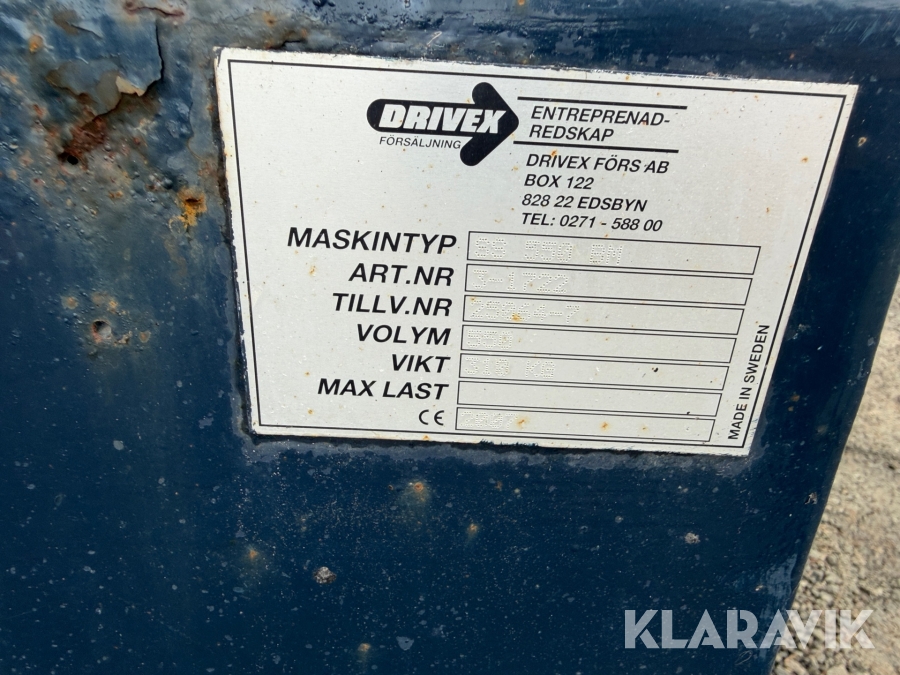 DRIVEX
FÖRSÄLJNING
ENTREPRENAD-
REDSKAP
DRIVEX FÖRS AB
BOX 122
828 22 EDSBYN
TEL: 0271 - 588 00
MASKINTYP
ART.NR
TILLV.NR
VOLYM
VIKT
MAX LAST
CE
MADE IN SWEDEN
KLARAVIK